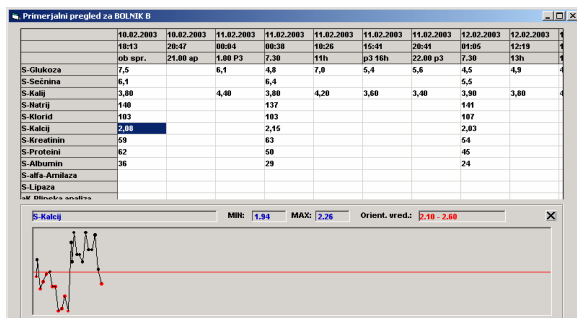 Primerjalni pregled za BOLNIK B
10.02.2003 10.02.2003 11.02.2003 11.02.2003 11.02.2003 11.02.2003 11.02.2003 12.02.2003 12.02.2003
18:13 20:47 00:04 00:38 10:26 15:41 20:41 01:05 12:19
ob spr. 21.00 ap 1.00 P3 7.30 11h p3 16h 22.00 p3 7.30 13h
S-Glukoza 7,5 6,1 4,8 7,0 5,4 5,6 4,5 4,9
S-Sečnina 6,1 6,4 5,5
S-Kalij 3,80 4,40 3,80 4,20 3,60 3,40 3,90 3,80
S-Natrij 140 137 141
S-Klorid 103 103 107
S-Kalcij 2,08 2,15 2,03
S-Kreatinin 59 63 54
S-Proteini 62 50 45
S-Albumin 36 29 24
S-alfa-Amilaza
S-Lipaza
aK Plinska analiza
S-Kalcij MIN: 1.94 MAX: 2.26 Orient. vred.: 2.10 - 2.60